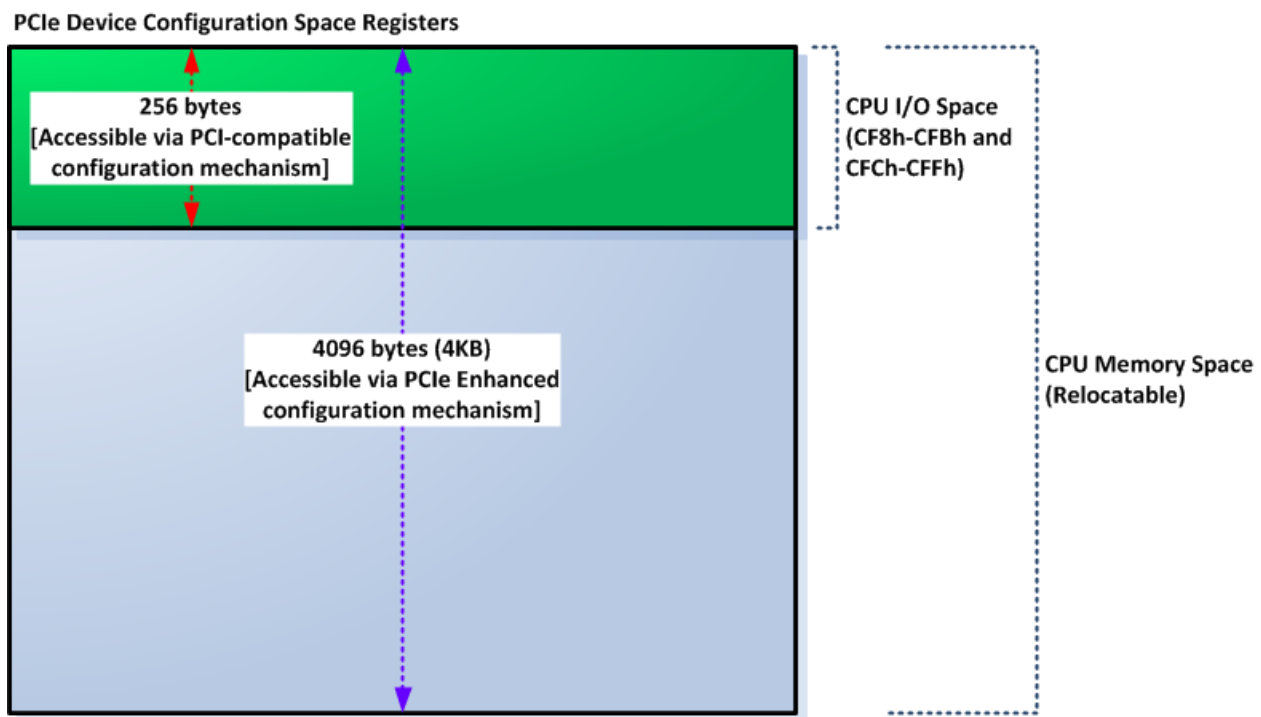 PCIe Device Configuration Space Registers
256 bytes
[Accessible via PCI-compatible
configuration mechanism]
CPU I/O Space
(CF8h-CFBh and
CFCh-CFFh)
4096 bytes (4KB)
[Accessible via PCIe Enhanced
configuration mechanism]
CPU Memory Space
(Relocatable)